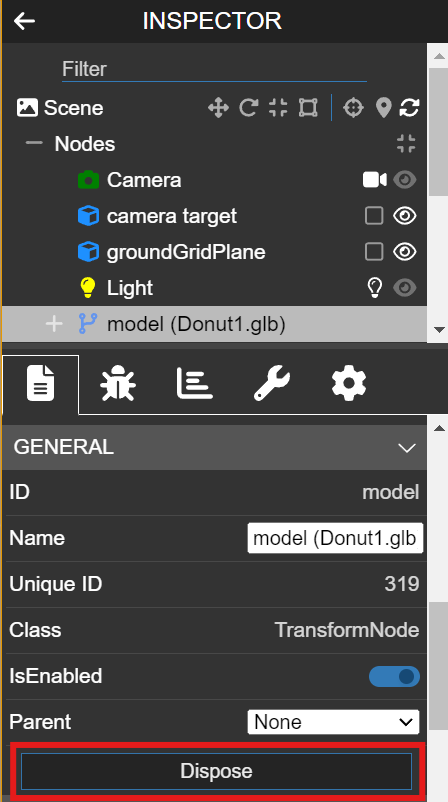 INSPECTOR
Filter
Scene
Nodes
Camera
camera target
groundGridPlane
Light
model (Donut1.glb)
GENERAL
ID model
Name model (Donut1.glb
Unique ID 319
Class TransformNode
IsEnabled
Parent None
Dispose